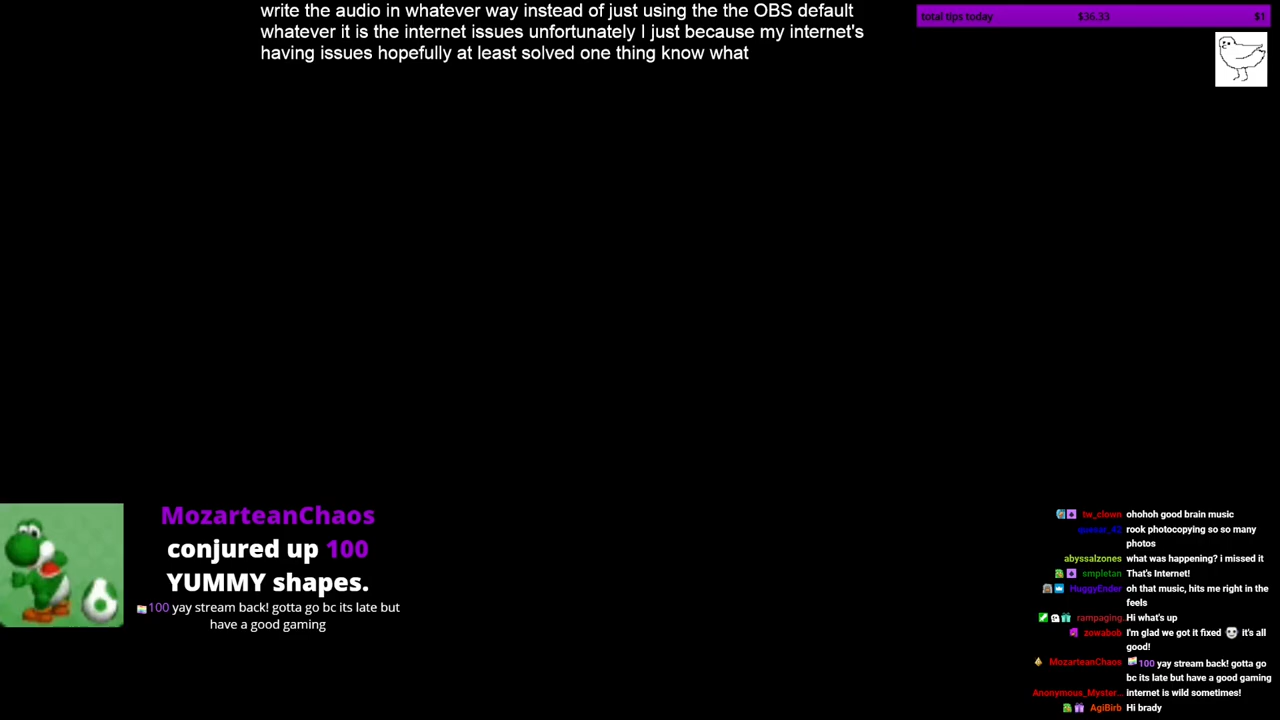 write the audio in whatever way instead of just using the the OBS default
whatever it is the internet issues unfortunately I just because my internet's
having issues hopefully at least solved one thing know what
total tips today $36.33 $1
MozarteanChaos
conjured up 100
YUMMY shapes.
100 yay stream back! gotta go bc its late but
have a good gaming
tw_clown ohohoh good brain music
quasar_42 rook photocopying so so many
photos
abyssalzones what was happening? i missed it
smpletan That's Internet!
HuggyEnder oh that music, hits me right in the
feels
rampaging.. Hi what's up
zowabob I'm glad we got it fixed it's all
good!
MozarteanChaos 100 yay stream back! gotta go
bc its late but have a good gaming
Anonymous_Myster... internet is wild sometimes!
AgiBirb Hi brady